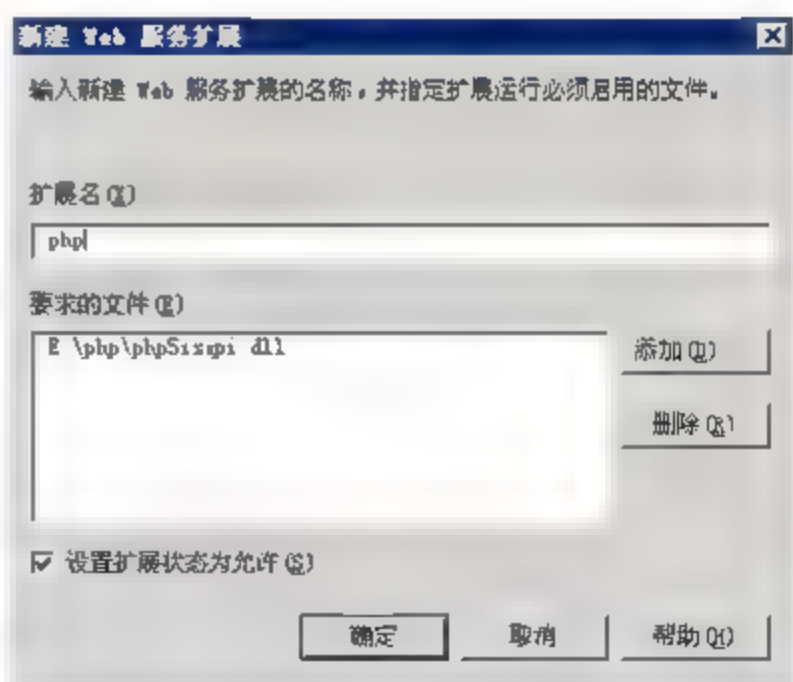 新建 Web 服务扩展
输入新建 Web 服务扩展的名称，并指定扩展运行必须启用的文件。
扩展名(X)
php
要求的文件(E)
E:\php\php5isapi.dll
添加(D)
删除(R)
设置扩展状态为允许(S)
确定
取消
帮助(H)